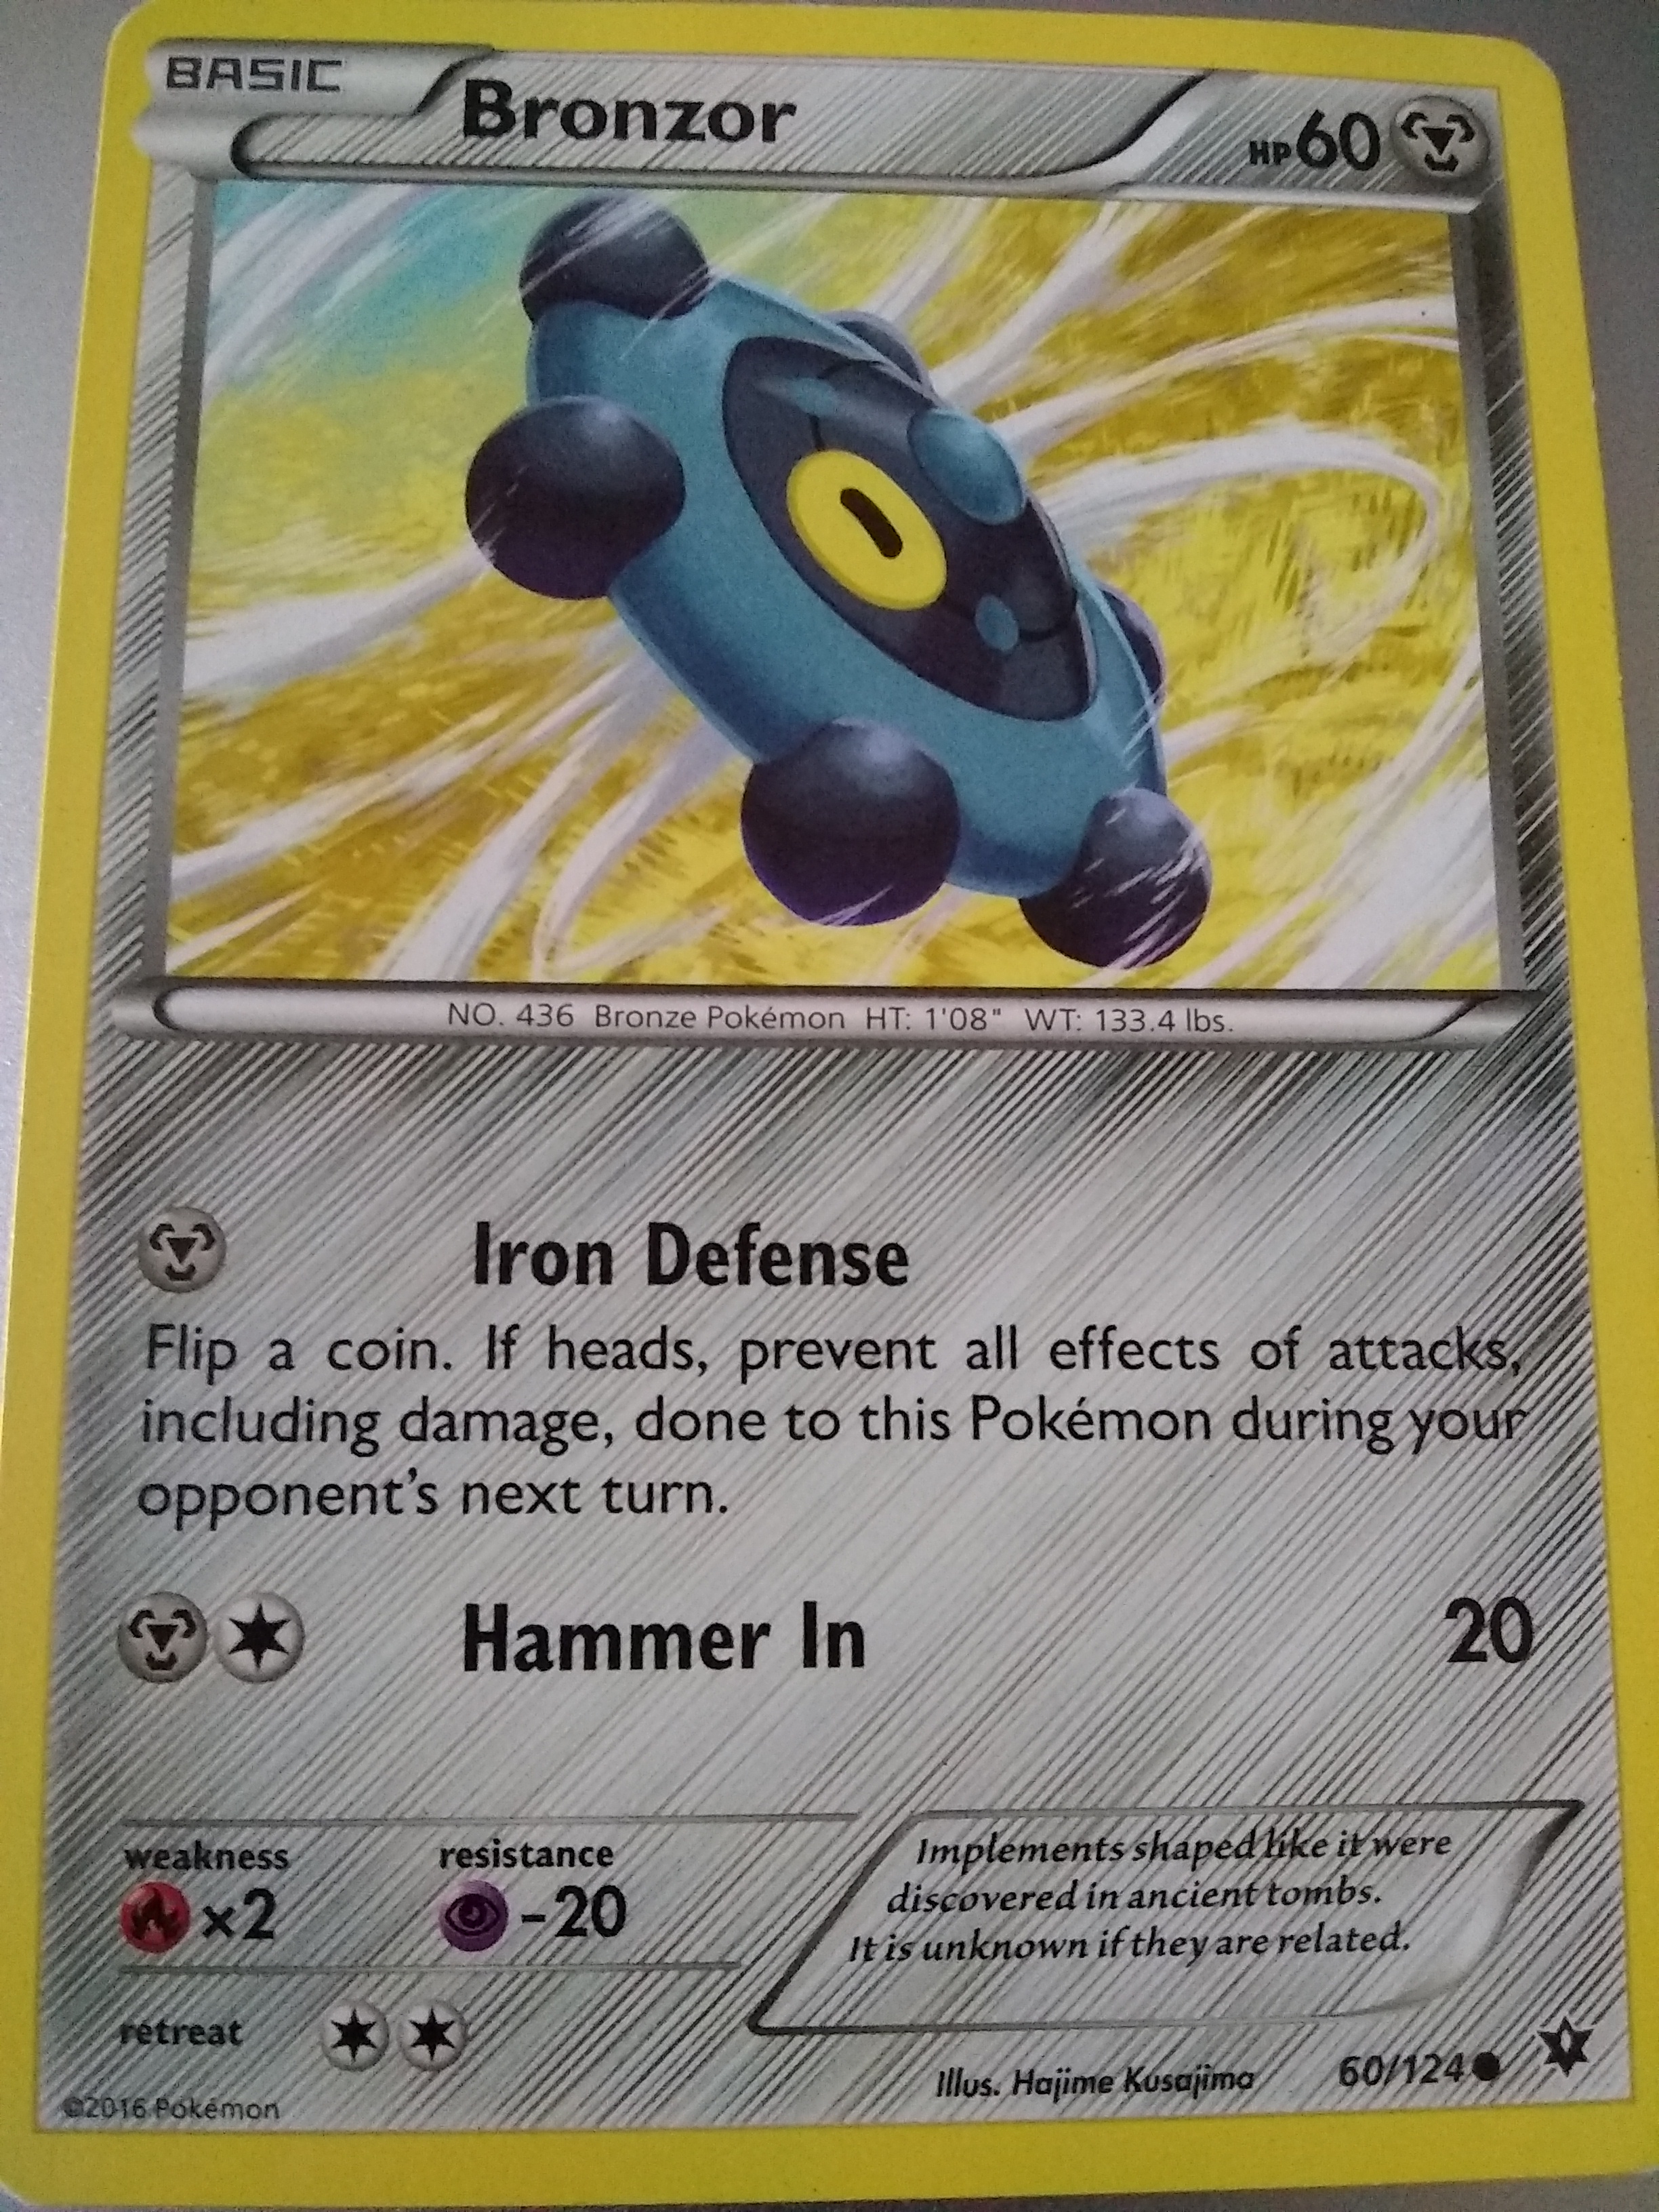 BASIC
Bronzor
HP60
NO. 436 Bronze Pokémon HT: 1'08" WT: 133.4 lbs.
Iron Defense
Flip a coin. If heads, prevent all effects of attacks,
including damage, done to this Pokémon during your
opponent's next turn.
Hammer In 20
weakness resistance
×2 -20
Implements shaped like it were
discovered in ancient tombs.
It is unknown if they are related.
retreat
Illus. Hajime Kusajima 60/124
©2016 Pokémon